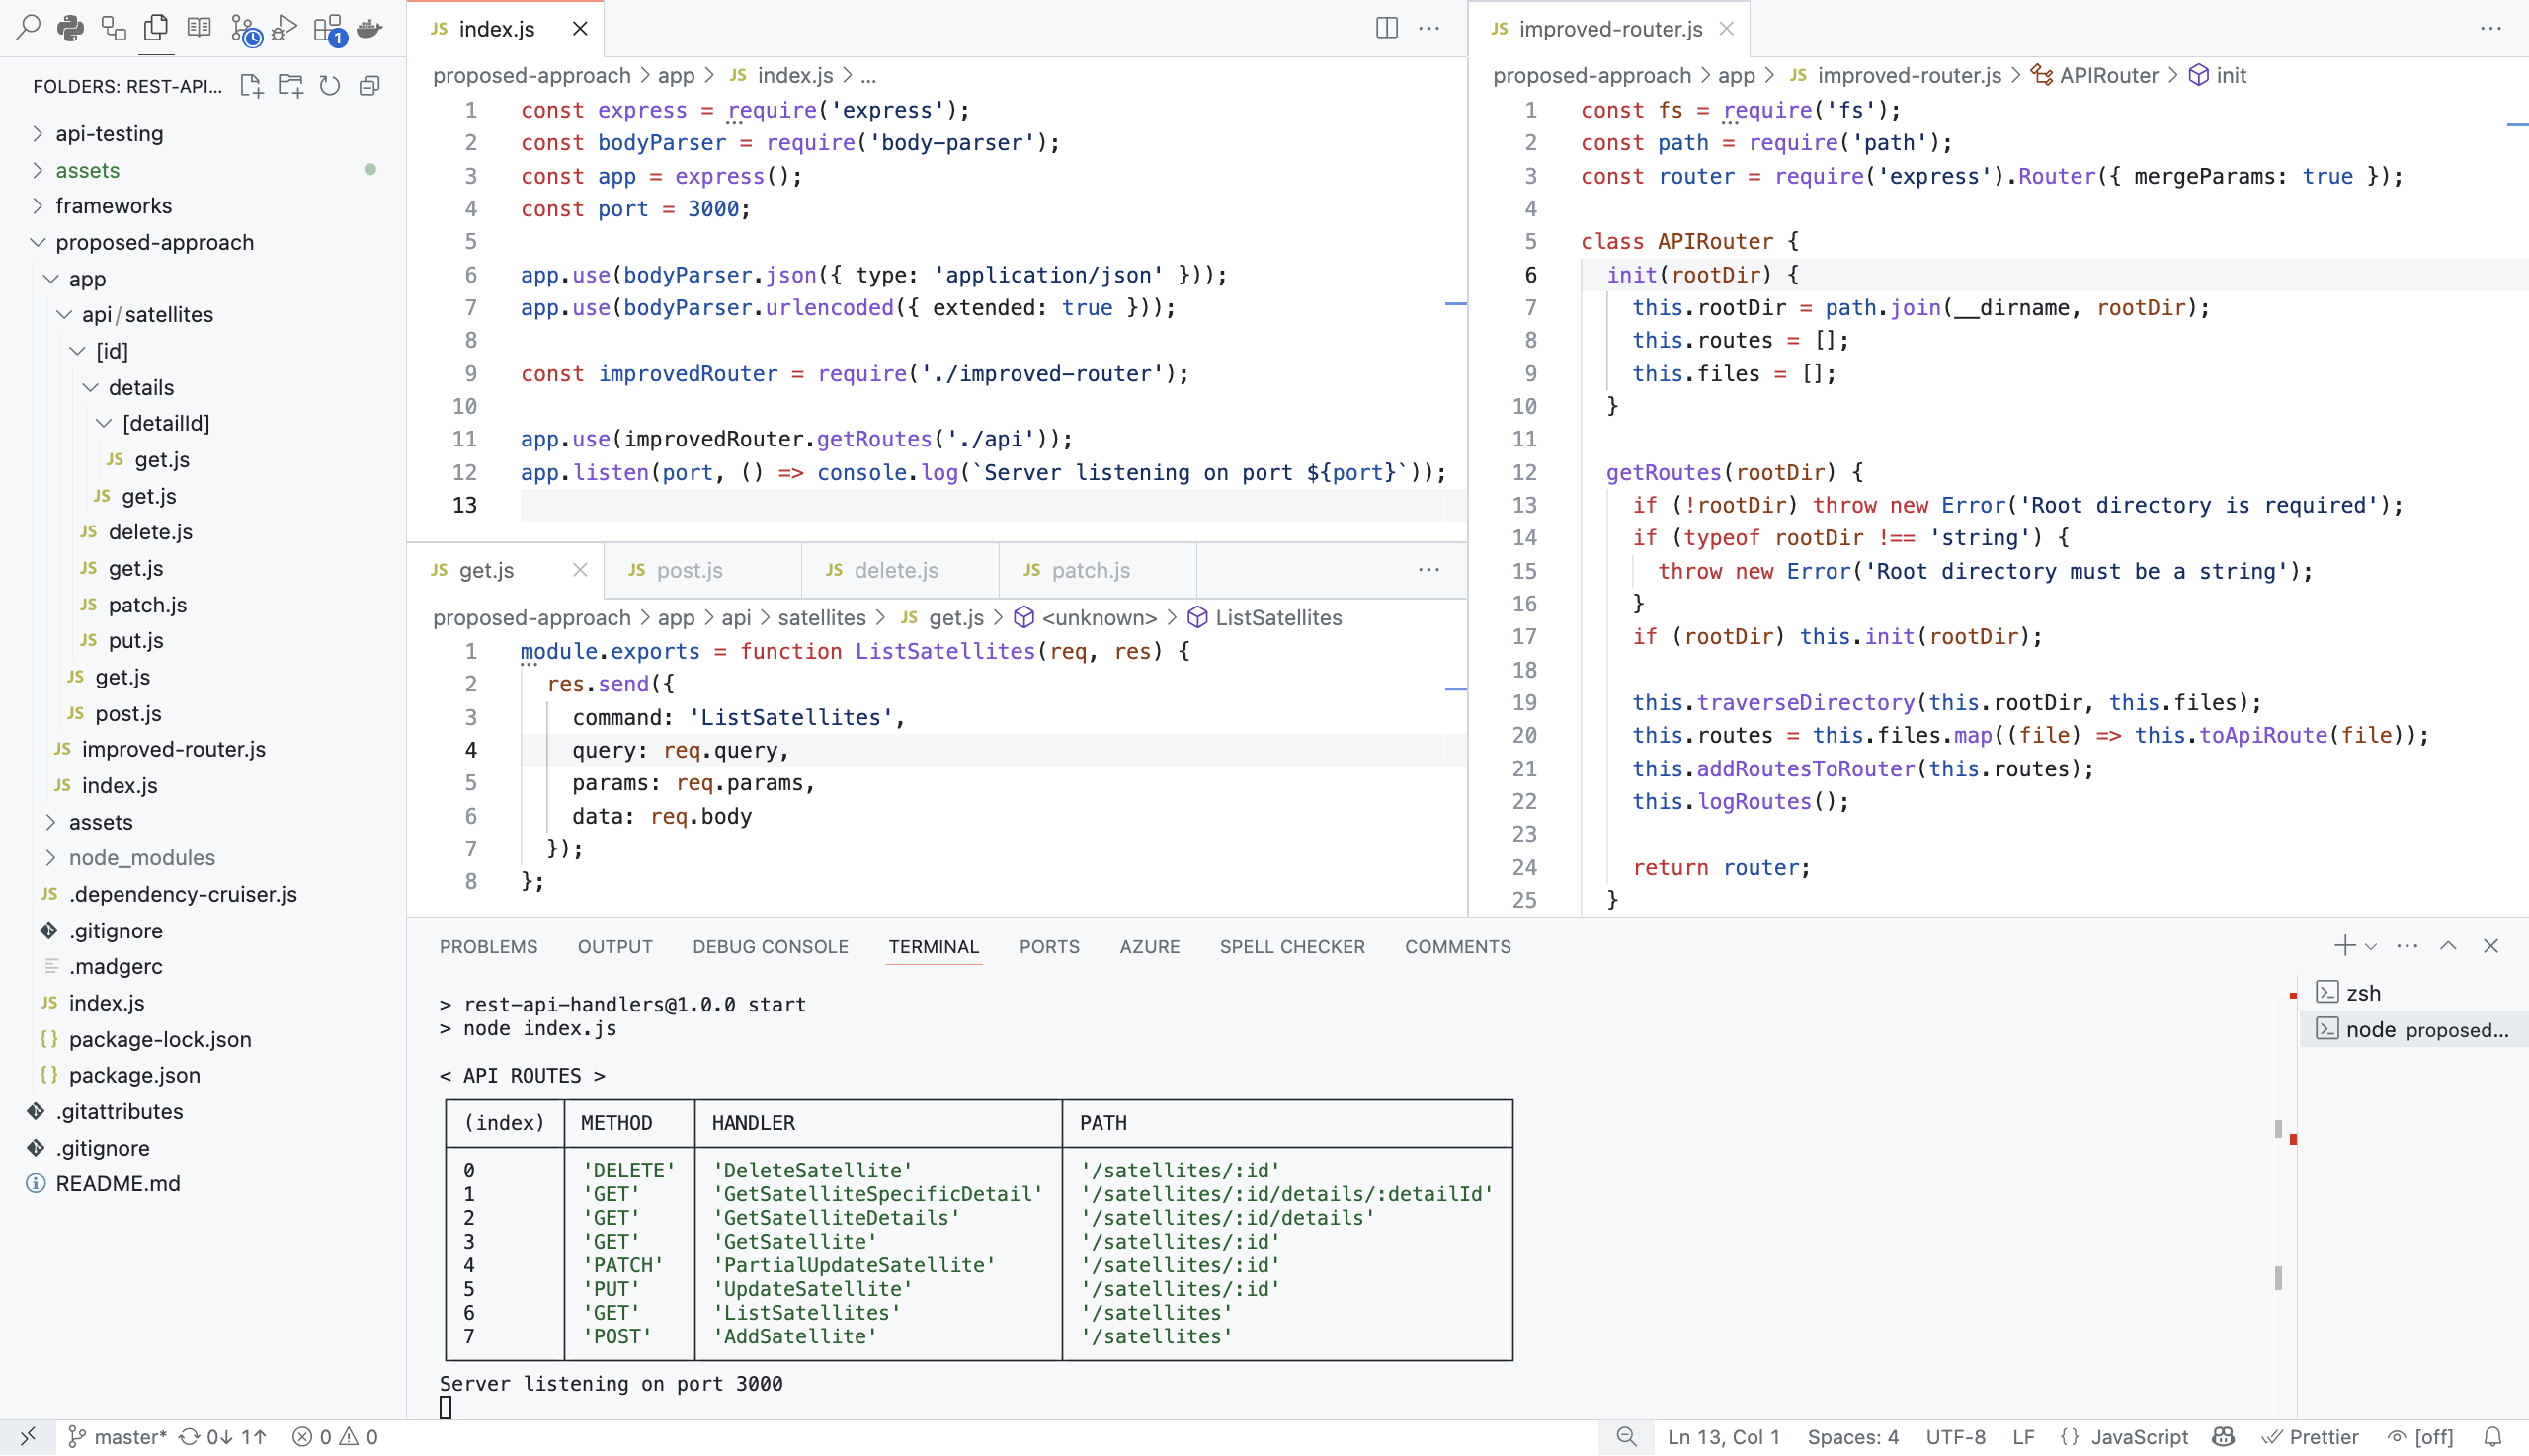 1
FOLDERS: REST-API...
api-testing
assets
frameworks
proposed-approach
app
api/satellites
[id]
details
[detailId]
JS get.js
JS get.js
JS delete.js
JS get.js
JS patch.js
JS put.js
JS get.js
JS post.js
JS improved-router.js
JS index.js
assets
node_modules
JS .dependency-cruiser.js
.gitignore
.madgerc
JS index.js
{} package-lock.json
{} package.json
.gitattributes
.gitignore
README.md
JS index.js
proposed-approach > app > JS index.js > ...
1 const express = require('express');
2 const bodyParser = require('body-parser');
3 const app = express();
4 const port = 3000;
5
6 app.use(bodyParser.json({ type: 'application/json' }));
7 app.use(bodyParser.urlencoded({ extended: true }));
8
9 const improvedRouter = require('./improved-router');
10
11 app.use(improvedRouter.getRoutes('./api'));
12 app.listen(port, () => console.log(`Server listening on port ${port}`));
13
JS get.js JS post.js JS delete.js JS patch.js
proposed-approach > app > api > satellites > JS get.js > <unknown> > ListSatellites
1 module.exports = function ListSatellites(req, res) {
2 res.send({
3 command: 'ListSatellites',
4 query: req.query,
5 params: req.params,
6 data: req.body
7 });
8 };
JS improved-router.js
proposed-approach > app > JS improved-router.js > APIRouter > init
1 const fs = require('fs');
2 const path = require('path');
3 const router = require('express').Router({ mergeParams: true });
4
5 class APIRouter {
6 init(rootDir) {
7 this.rootDir = path.join(__dirname, rootDir);
8 this.routes = [];
9 this.files = [];
10 }
11
12 getRoutes(rootDir) {
13 if (!rootDir) throw new Error('Root directory is required');
14 if (typeof rootDir !== 'string') {
15 throw new Error('Root directory must be a string');
16 }
17 if (rootDir) this.init(rootDir);
18
19 this.traverseDirectory(this.rootDir, this.files);
20 this.routes = this.files.map((file) => this.toApiRoute(file));
21 this.addRoutesToRouter(this.routes);
22 this.logRoutes();
23
24 return router;
25 }
PROBLEMS OUTPUT DEBUG CONSOLE TERMINAL PORTS AZURE SPELL CHECKER COMMENTS
> rest-api-handlers@1.0.0 start
> node index.js
< API ROUTES >
(index) METHOD HANDLER PATH
0 'DELETE' 'DeleteSatellite' '/satellites/:id'
1 'GET' 'GetSatelliteSpecificDetail' '/satellites/:id/details/:detailId'
2 'GET' 'GetSatelliteDetails' '/satellites/:id/details'
3 'GET' 'GetSatellite' '/satellites/:id'
4 'PATCH' 'PartialUpdateSatellite' '/satellites/:id'
5 'PUT' 'UpdateSatellite' '/satellites/:id'
6 'GET' 'ListSatellites' '/satellites'
7 'POST' 'AddSatellite' '/satellites'
Server listening on port 3000
zsh
node proposed...
master* 0↓ 1↑ 0 0 Ln 13, Col 1 Spaces: 4 UTF-8 LF {} JavaScript Prettier [off]